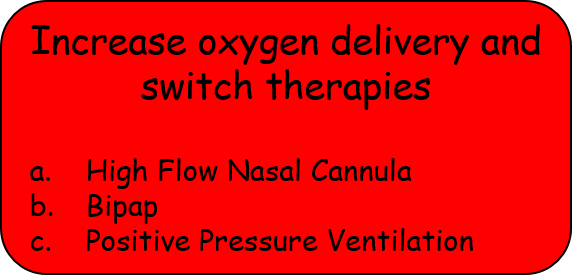 Increase oxygen delivery and
switch therapies
a. High Flow Nasal Cannula
b. Bipap
c. Positive Pressure Ventilation